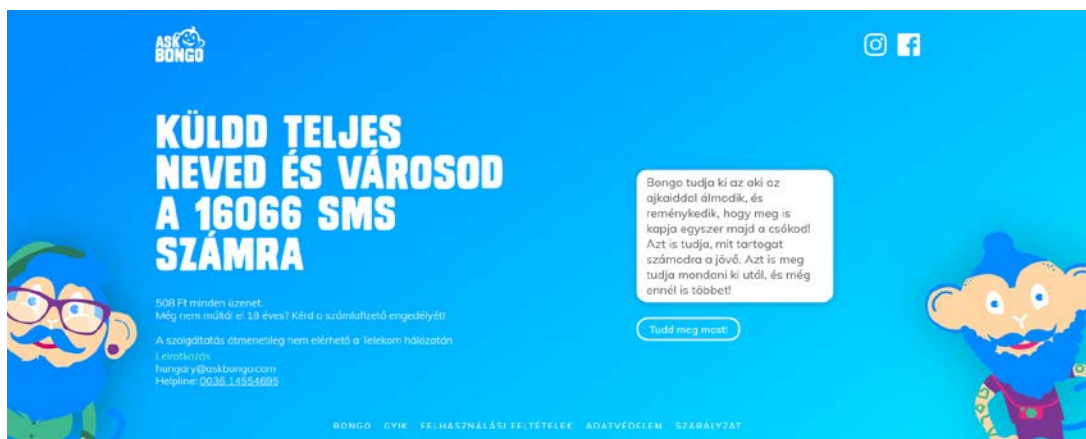 ASK
BONGO
KÜLDD TELJES
NEVED ÉS VÁROSOD
A 16066 SMS
SZÁMRA
508 Ft minden üzenet.
Még nem múltál el 18 éves? Kérd a számlafizető engedélyét!
A szolgáltatás átmenetileg nem elérhető a Telekom hálózatán
Leiratkozás
hungary@askbongo.com
Helpline: 0036 14554695
Bongo tudja ki az aki az
ajkaiddol álmodik, és
reménykedik, hogy meg is
kapja egyszer majd a csókod!
Azt is tudja, mit tartogat
számodra a jövő. Azt is meg
tudja mondani ki utál, és még
ennél is többet!
Tudd meg most!
BONGO GYIK FELHASZNÁLÁSI FELTÉTELEK ADATVÉDELEM SZABÁLYZAT